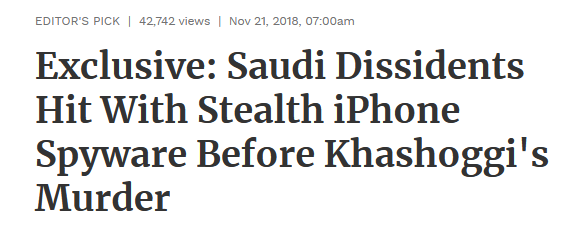 EDITOR'S PICK | 42,742 views | Nov 21, 2018, 07:00am
Exclusive: Saudi Dissidents
Hit With Stealth iPhone
Spyware Before Khashoggi's
Murder